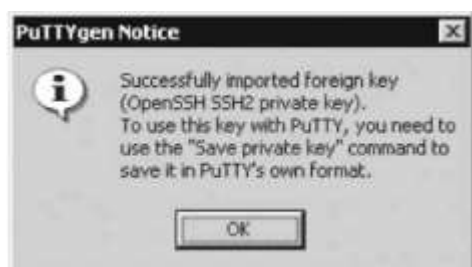 PuTTYgen Notice
Successfully imported foreign key
(OpenSSH SSH2 private key).
To use this key with PuTTY, you need to
use the "Save private key" command to
save it in PuTTY's own format.
OK